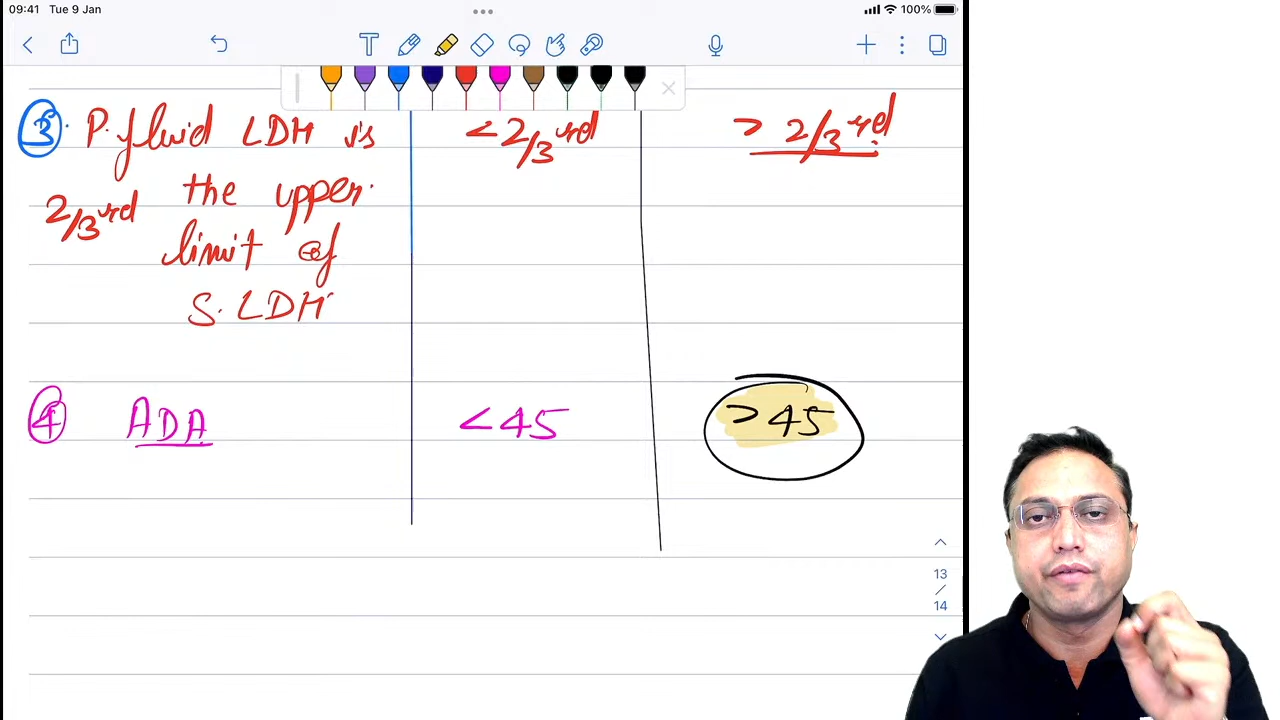 09:41 Tue 9 Jan
100%
T
3 P. fluid LDH is <2/3rd > 2/3rd
2/3rd the upper
limit of
S. LDH
4 ADA <45 >45
13
/
14